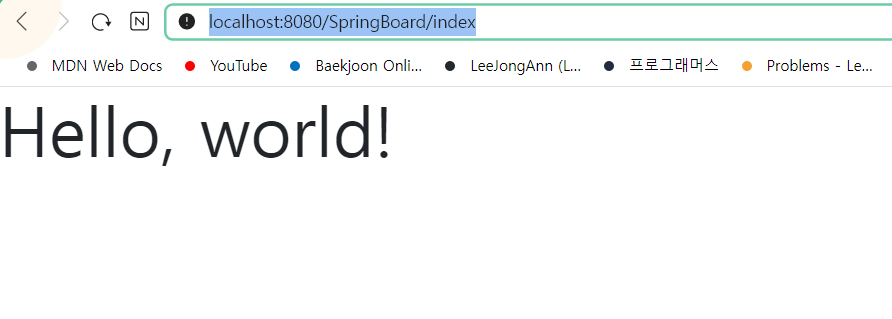 N localhost:8080/SpringBoard/index
MDN Web Docs YouTube Baekjoon Onli... LeeJongAnn (L... 프로그래머스 Problems - Le...
Hello, world!